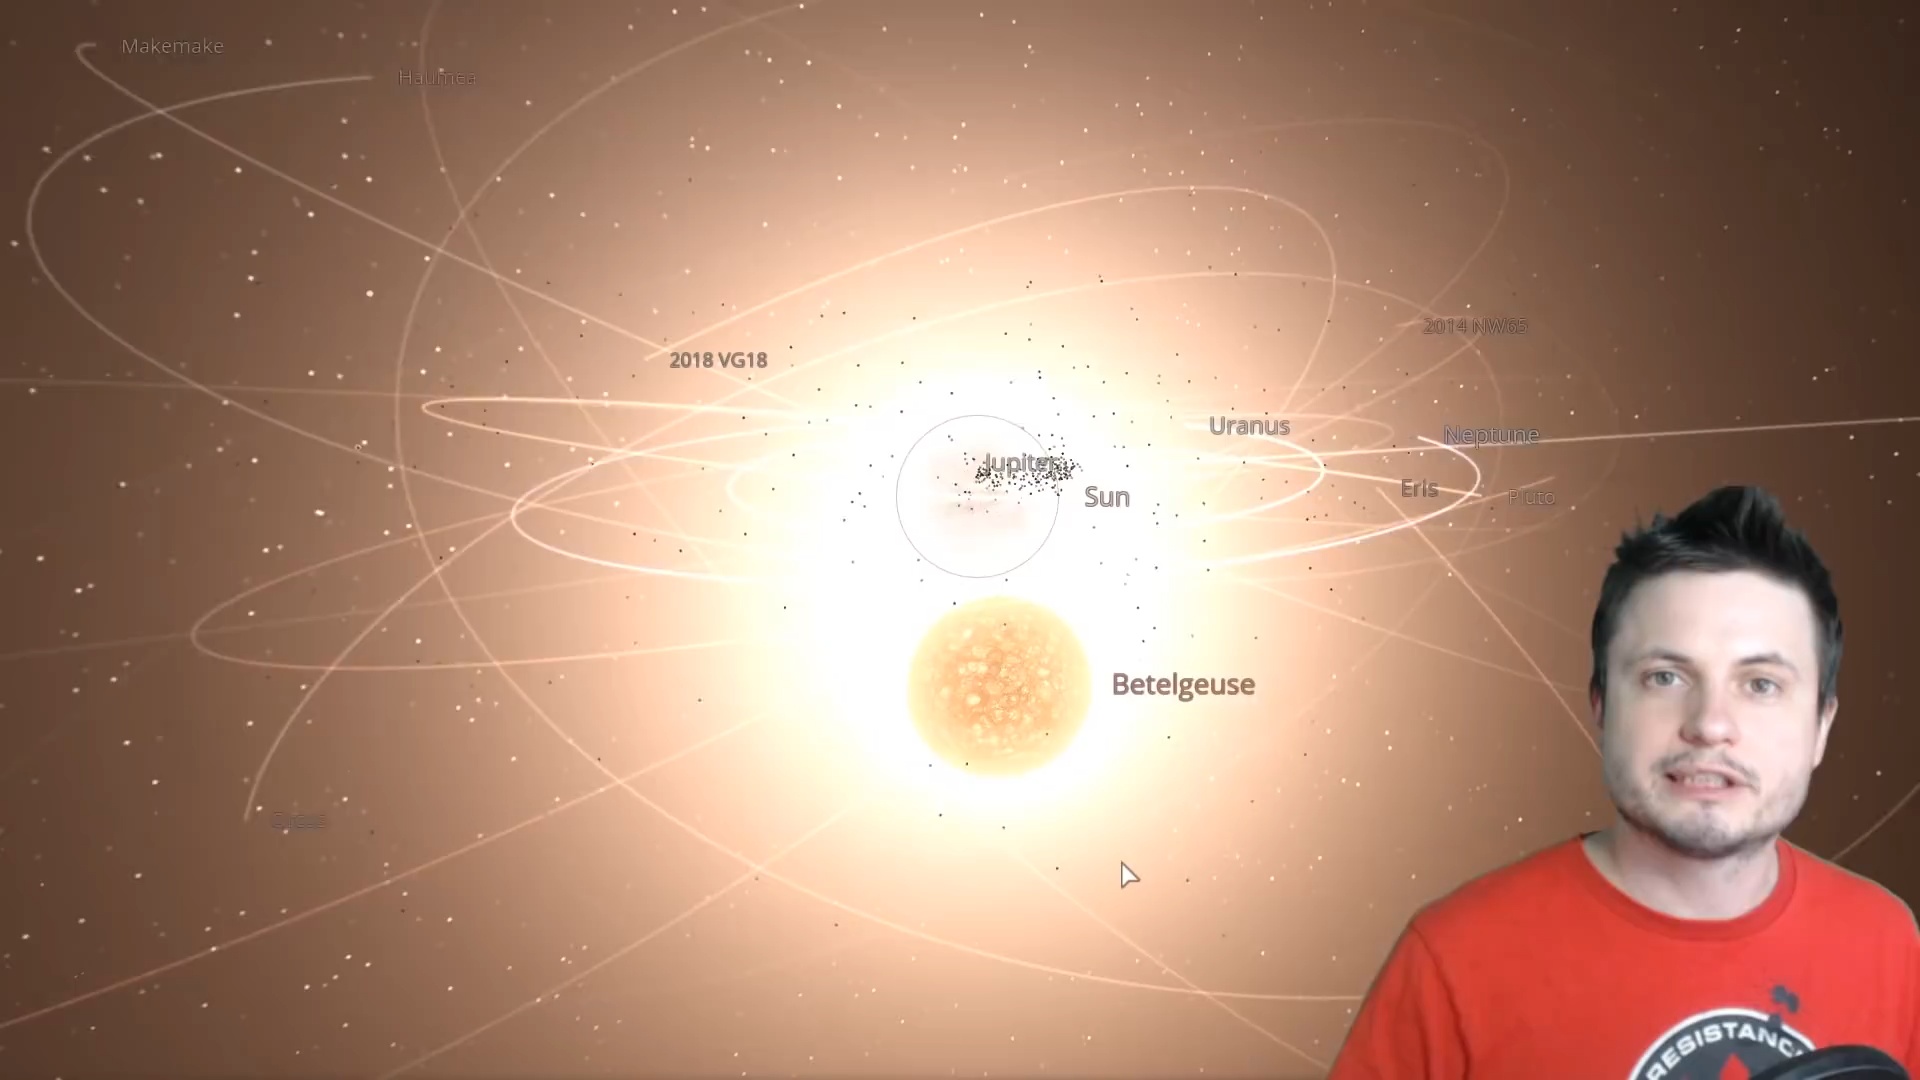 Makemake
Haumea
2014 NW65
2018 VG18
Uranus
Neptune
Jupiter
Sun
Eris
Pluto
Betelgeuse
RESISTANC